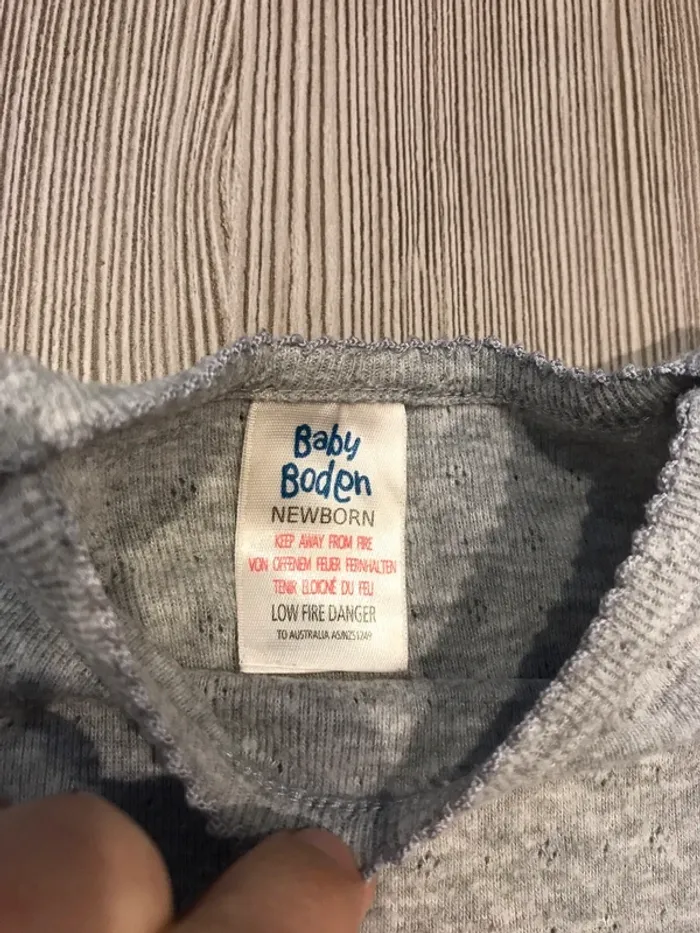 Baby
Boden
NEWBORN
KEEP AWAY FROM FIRE
VON OFFENEM FEUER FERNHALTEN
TENIR ELOIGNÉ DU FEU
LOW FIRE DANGER
TO AUSTRALIA AS/NZS1249